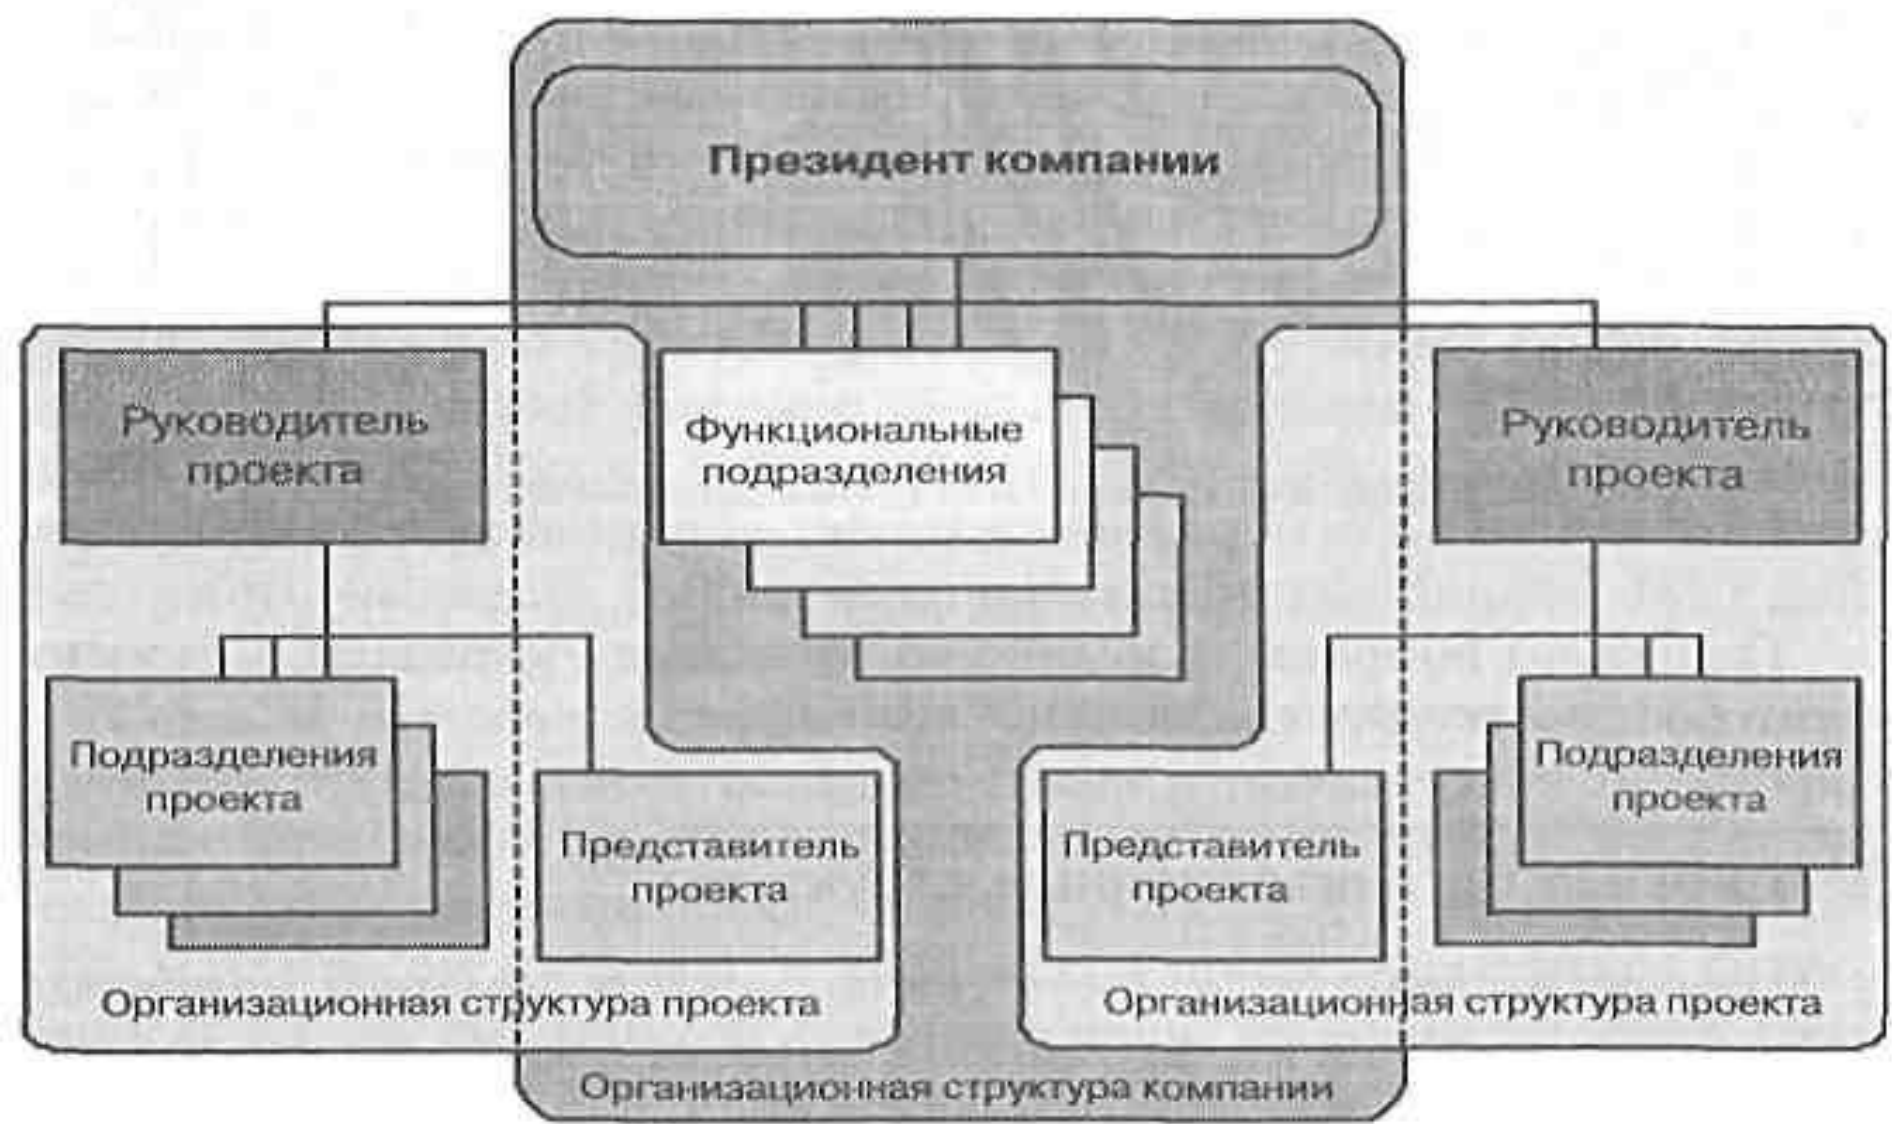 Президент компании
Руководитель
проекта
Функциональные
подразделения
Руководитель
проекта
Подразделения
проекта
Представитель
проекта
Представитель
проекта
Подразделения
проекта
Организационная структура проекта
Организационная структура проекта
Организационная структура компании